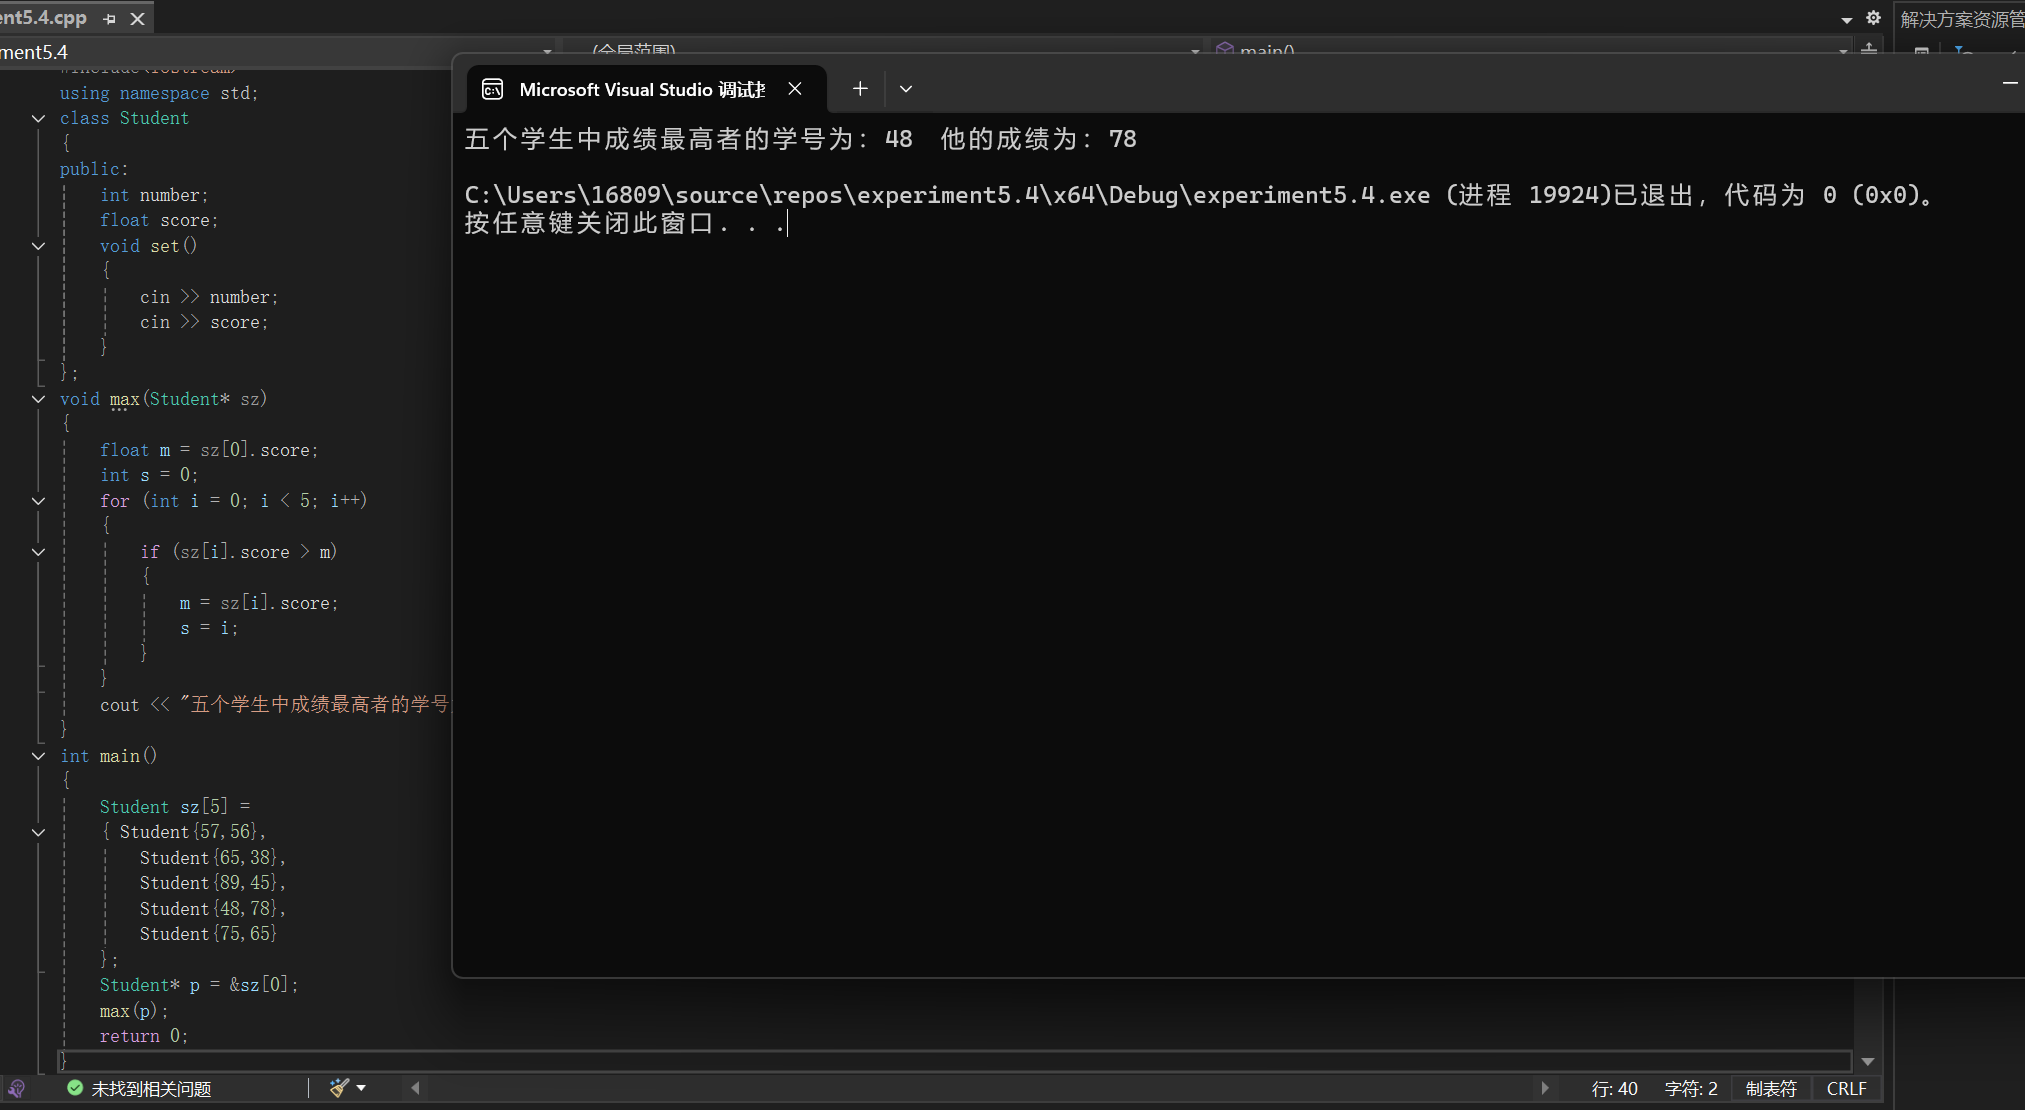 ent5.4.cpp
解决方案资源管
ment5.4
(全局范围)
main()
#include<iostream>
using namespace std;
class Student
{
public:
int number;
float score;
void set()
{
cin >> number;
cin >> score;
}
};
void max(Student* sz)
{
float m = sz[0].score;
int s = 0;
for (int i = 0; i < 5; i++)
{
if (sz[i].score > m)
{
m = sz[i].score;
s = i;
}
}
cout << "五个学生中成绩最高者的学号
}
int main()
{
Student sz[5] =
{ Student{57,56},
Student{65,38},
Student{89,45},
Student{48,78},
Student{75,65}
};
Student* p = &sz[0];
max(p);
return 0;
}
Microsoft Visual Studio 调试控
五个学生中成绩最高者的学号为：48  他的成绩为：78
C:\Users\16809\source\repos\experiment5.4\x64\Debug\experiment5.4.exe (进程 19924)已退出，代码为 0 (0x0)。
按任意键关闭此窗口. . .
未找到相关问题
行: 40
字符: 2
制表符
CRLF